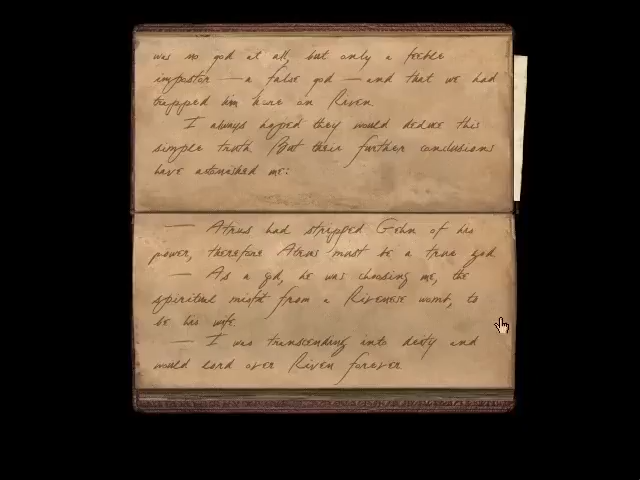 was no god at all, but only a feeble
impostor — a false god — and that we had
trapped him here on Riven
I always hoped they would deduce this
simple truth But their further conclusions
have astonished me:
— Atrus had stripped Gehn of his
power, therefore Atrus must be a true god
— As a god, he was choosing me, the
spiritual misfit from a Rivenese womb, to
be his wife
— I was transcending into deity and
would lord over Riven forever